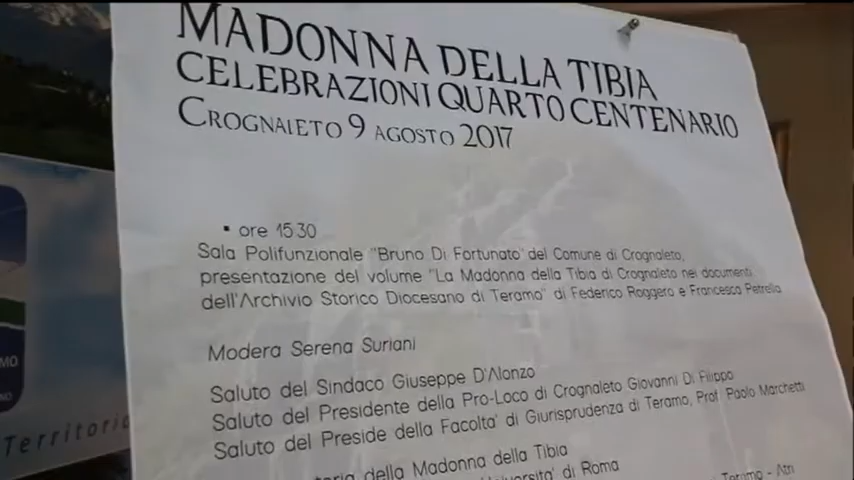 MADONNA DELLA TIBIA
CELEBRAZIONI QUARTO CENTENARIO
CROGNALETO 9 AGOSTO 2017
▪ ore 15.30
Sala Polifunzionale "Bruno Di Fortunato" del Comune di Crognaleto,
presentazione del volume "La Madonna della Tibia di Crognaleto nei documenti
dell'Archivio Storico Diocesano di Teramo" di Federico Roggero e Francesca Petrella
Modera Serena Suriani
Saluto del Sindaco Giuseppe D'Alonzo
Saluto del Presidente della Pro-Loco di Crognaleto Giovanni Di Filippo
Saluto del Preside della Facolta' di Giurisprudenza di Teramo, Prof. Paolo Marchetti
della Madonna della Tibia
di Roma
Teramo - Atri
Territorio
MO